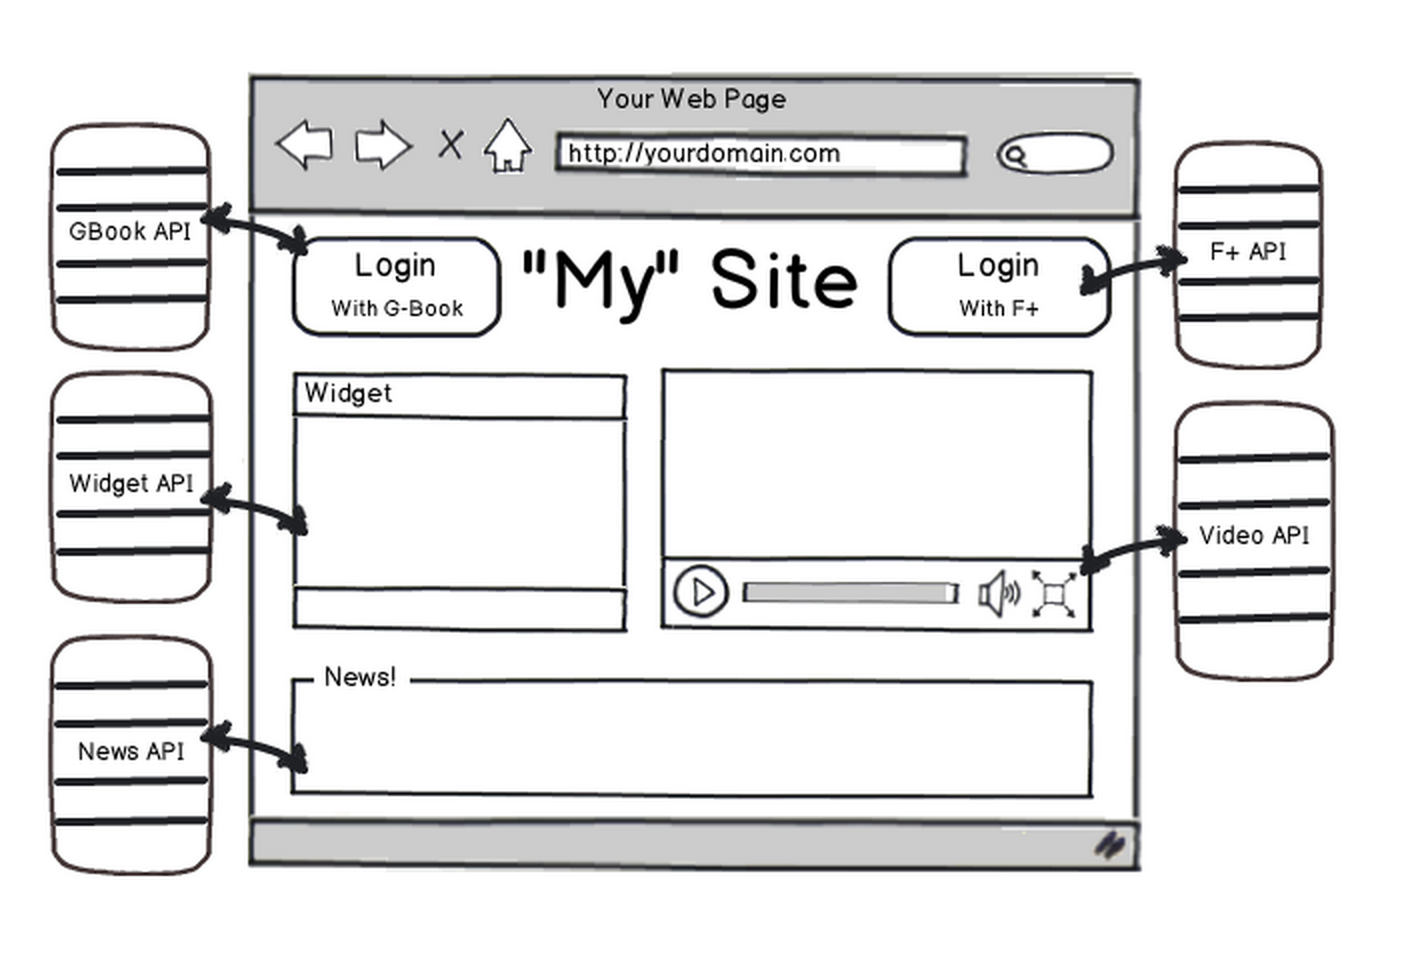 Your Web Page
http://yourdomain.com
GBook API
F+ API
Login
With G-Book
"My" Site
Login
With F+
Widget
Widget API
Video API
News!
News API